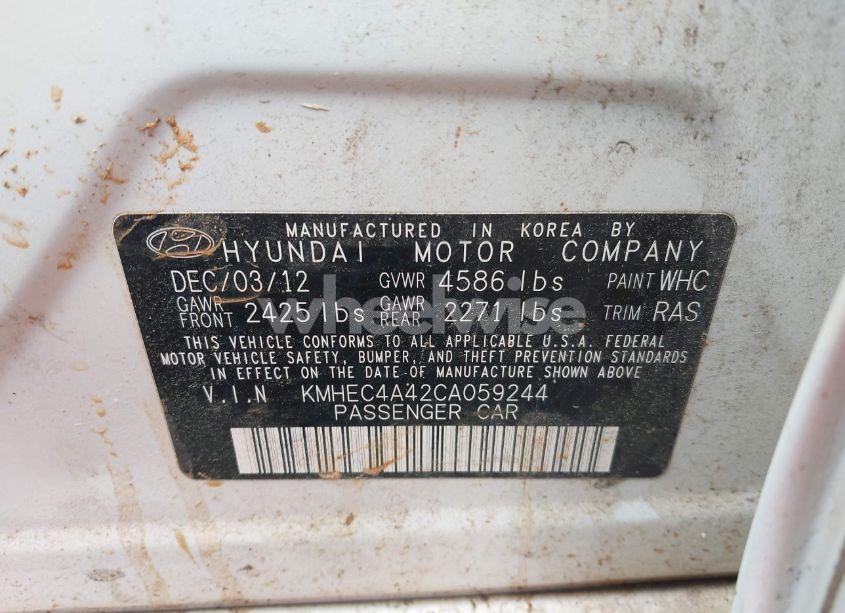 MANUFACTURED IN KOREA BY
HYUNDAI MOTOR COMPANY
DEC/03/12 GVWR 4586 lbs PAINT WHC
GAWR FRONT 2425 lbs GAWR REAR 2271 lbs TRIM RAS
THIS VEHICLE CONFORMS TO ALL APPLICABLE U.S.A. FEDERAL
MOTOR VEHICLE SAFETY, BUMPER, AND THEFT PREVENTION STANDARDS
IN EFFECT ON THE DATE OF MANUFACTURE SHOWN ABOVE.
V.I.N KMHEC4A42CA059244
PASSENGER CAR
wheelwise